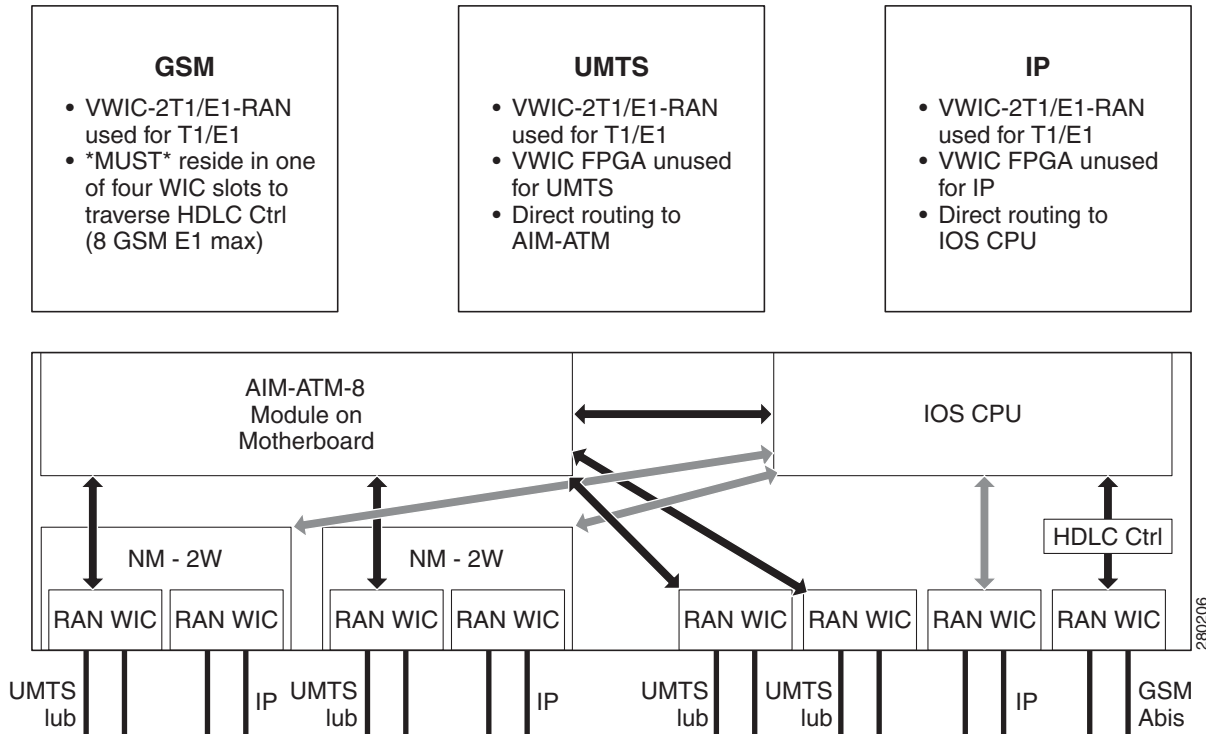 GSM
• VWIC-2T1/E1-RAN
used for T1/E1
• *MUST* reside in one
of four WIC slots to
traverse HDLC Ctrl
(8 GSM E1 max)
UMTS
• VWIC-2T1/E1-RAN
used for T1/E1
• VWIC FPGA unused
for UMTS
• Direct routing to
AIM-ATM
IP
• VWIC-2T1/E1-RAN
used for T1/E1
• VWIC FPGA unused
for IP
• Direct routing to
IOS CPU
AIM-ATM-8
Module on
Motherboard
IOS CPU
HDLC Ctrl
NM - 2W
NM - 2W
RAN WIC
RAN WIC
RAN WIC
RAN WIC
RAN WIC
RAN WIC
RAN WIC
RAN WIC
UMTS
lub
IP
UMTS
lub
IP
UMTS
lub
UMTS
lub
IP
GSM
Abis
280206